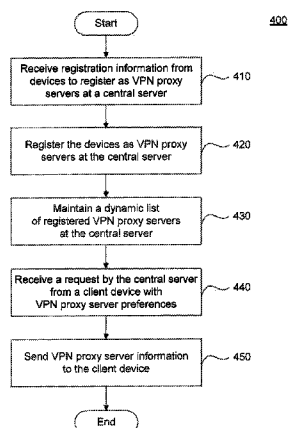 Start
400
Receive registration information from
devices to register as VPN proxy
servers at a central server
410
Register the devices as VPN proxy
servers at the central server
420
Maintain a dynamic list
of registered VPN proxy servers
at the central server
430
Receive a request by the central server
from a client device with
VPN proxy server preferences
440
Send VPN proxy server information
to the client device
450
End